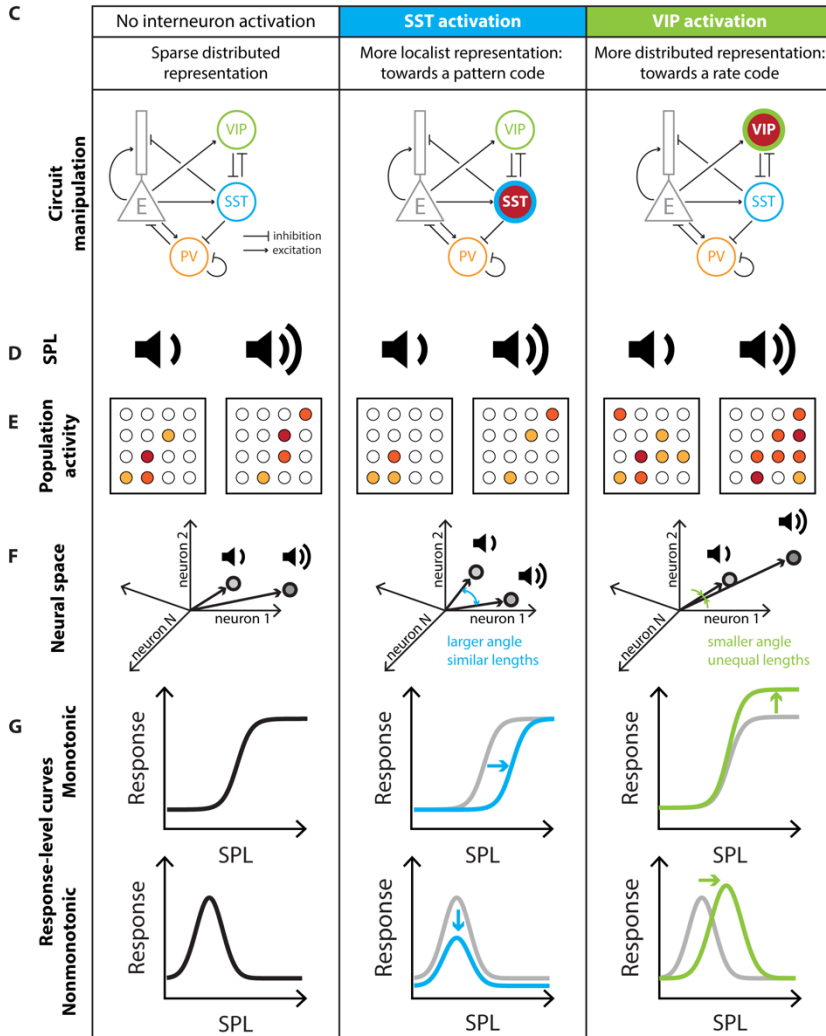 C
No interneuron activation
SST activation
VIP activation
Sparse distributed
representation
More localist representation:
towards a pattern code
More distributed representation:
towards a rate code
Circuit
manipulation
VIP
E
SST
PV
inhibition
excitation
VIP
E
SST
PV
VIP
E
SST
PV
D
SPL
E
Population
activity
F
Neural space
neuron 2
neuron 1
neuron N
neuron 2
neuron 1
neuron N
larger angle
similar lengths
neuron 2
neuron 1
neuron N
smaller angle
unequal lengths
G
Response-level curves
Monotonic
Response
SPL
Response
SPL
Response
SPL
Nonmonotonic
Response
SPL
Response
SPL
Response
SPL